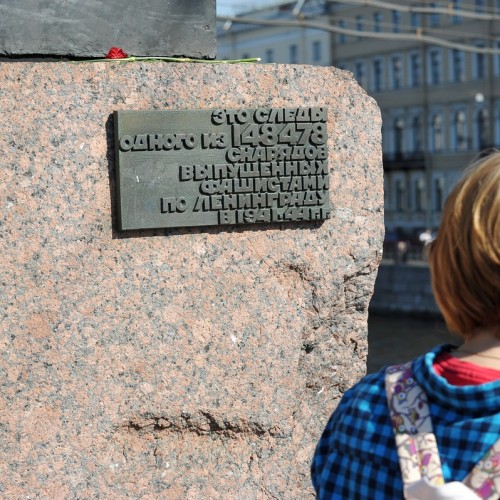 ЭТО СЛЕДЫ
ОДНОГО ИЗ 148478
СНАРЯДОВ
ВЫПУЩЕННЫХ
ФАШИСТАМИ
ПО ЛЕНИНГРАДУ
В 1941-44 ГГ.